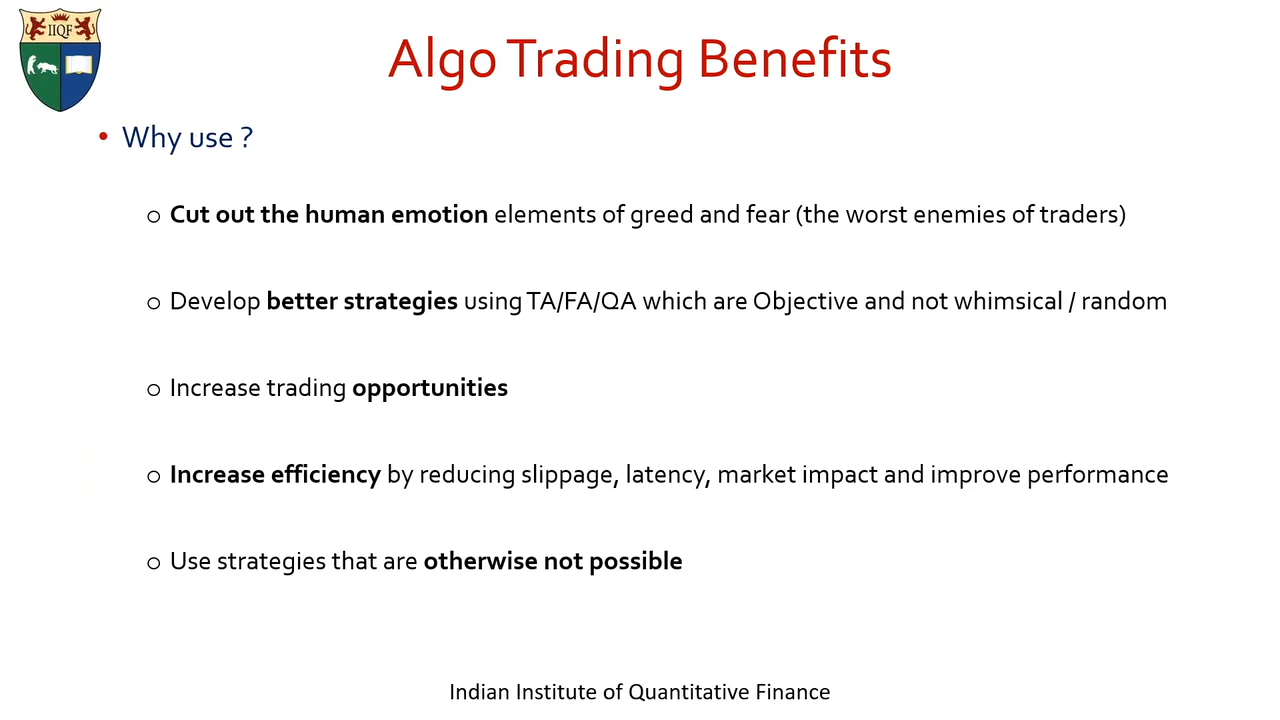 IIQF
Algo Trading Benefits
• Why use ?
o Cut out the human emotion elements of greed and fear (the worst enemies of traders)
o Develop better strategies using TA/FA/QA which are Objective and not whimsical / random
o Increase trading opportunities
o Increase efficiency by reducing slippage, latency, market impact and improve performance
o Use strategies that are otherwise not possible
Indian Institute of Quantitative Finance